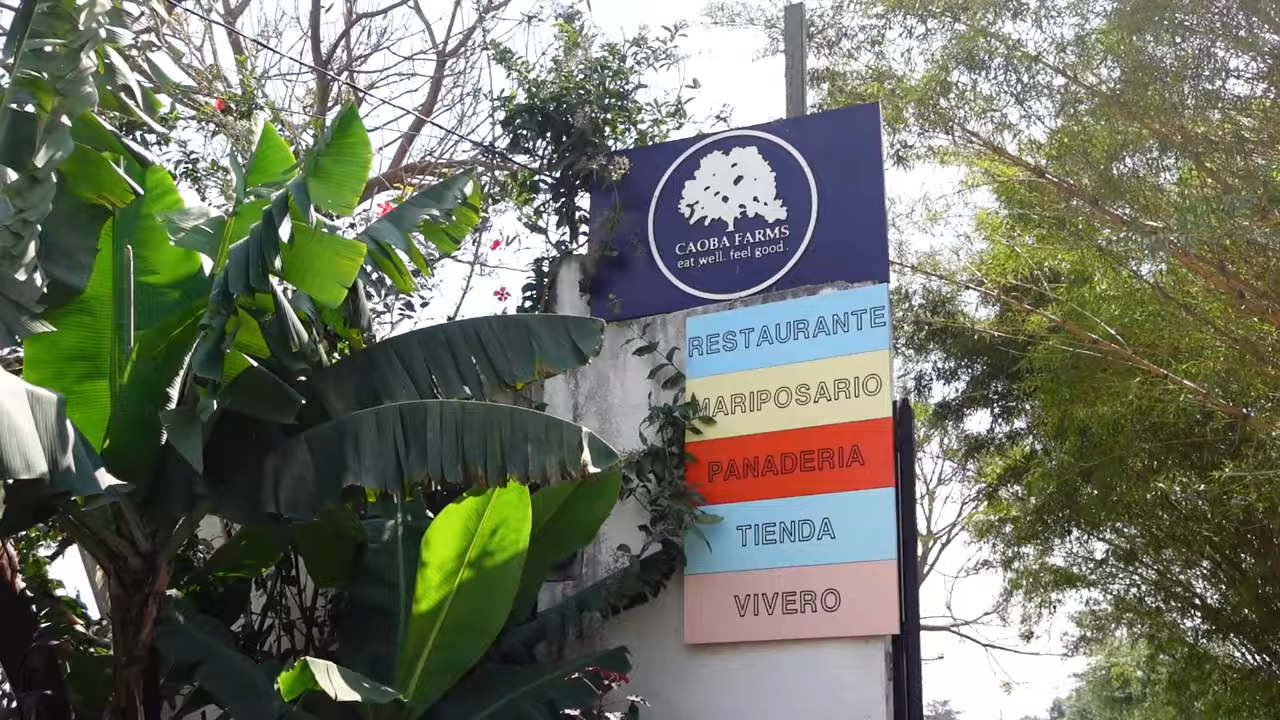 CAOBA FARMS
eat well. feel good.
RESTAURANTE
MARIPOSARIO
PANADERIA
TIENDA
VIVERO